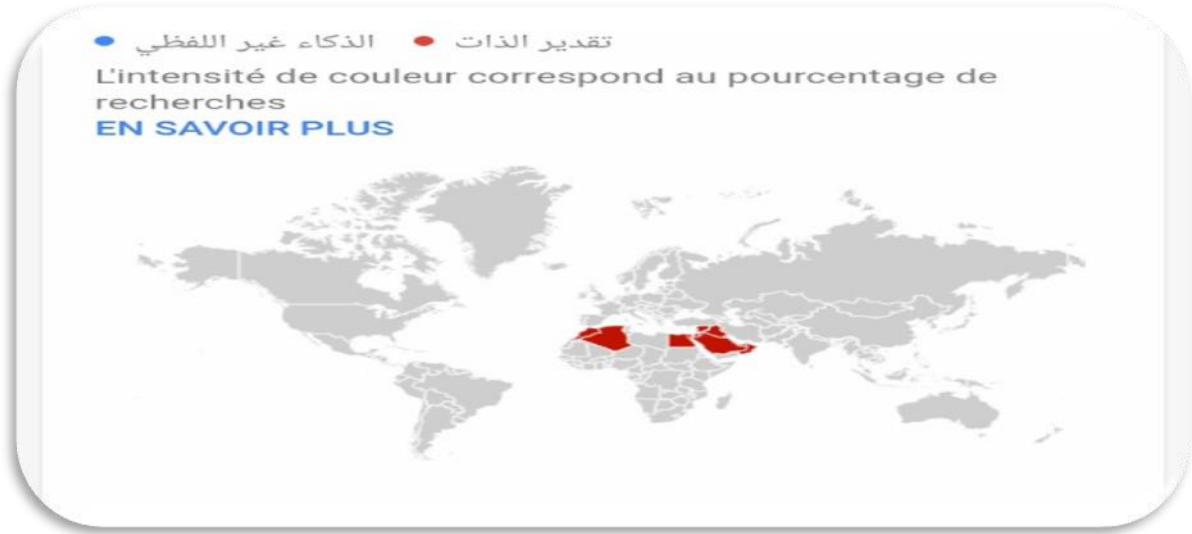 تقدير الذات الذكاء غير اللفظي
L'intensité de couleur correspond au pourcentage de
recherches
EN SAVOIR PLUS